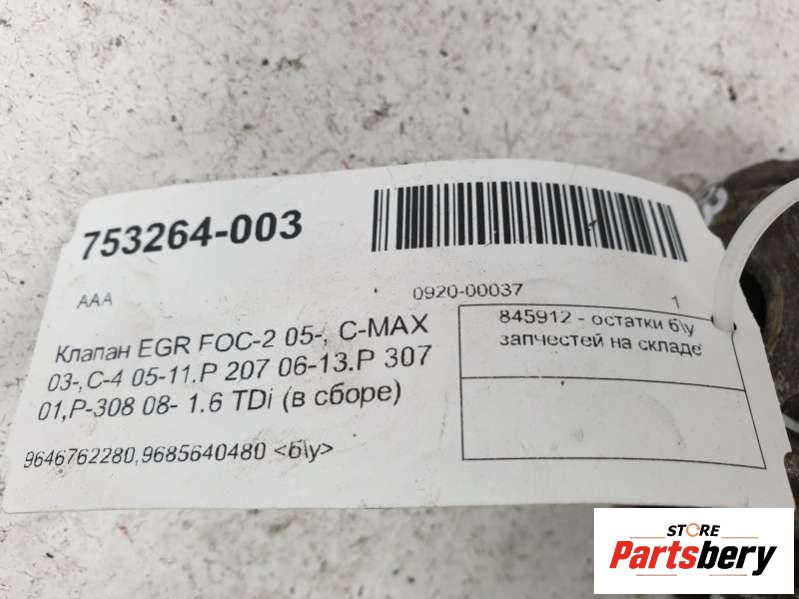 753264-003
AAA
0920-00037
1
Клапан EGR FOC-2 05-, C-MAX
03-,C-4 05-11.P 207 06-13.P 307
01,P-308 08- 1.6 TDi (в сборе)
9646762280,9685640480 <б\у>
845912 - остатки б\у
запчестей на складе
STORE
Partsbery